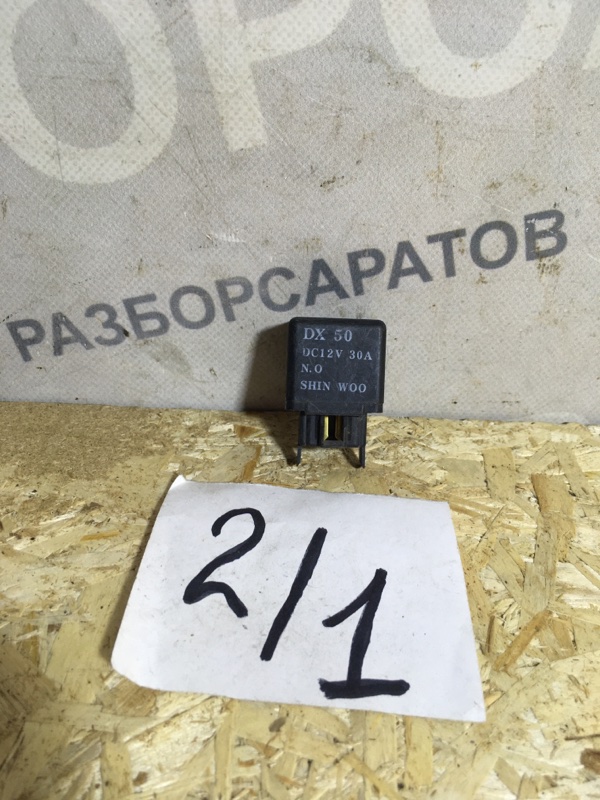 РАЗБОРСАРАТОВ
DX 50
DC12V 30A
N.O
SHIN WOO
2/1